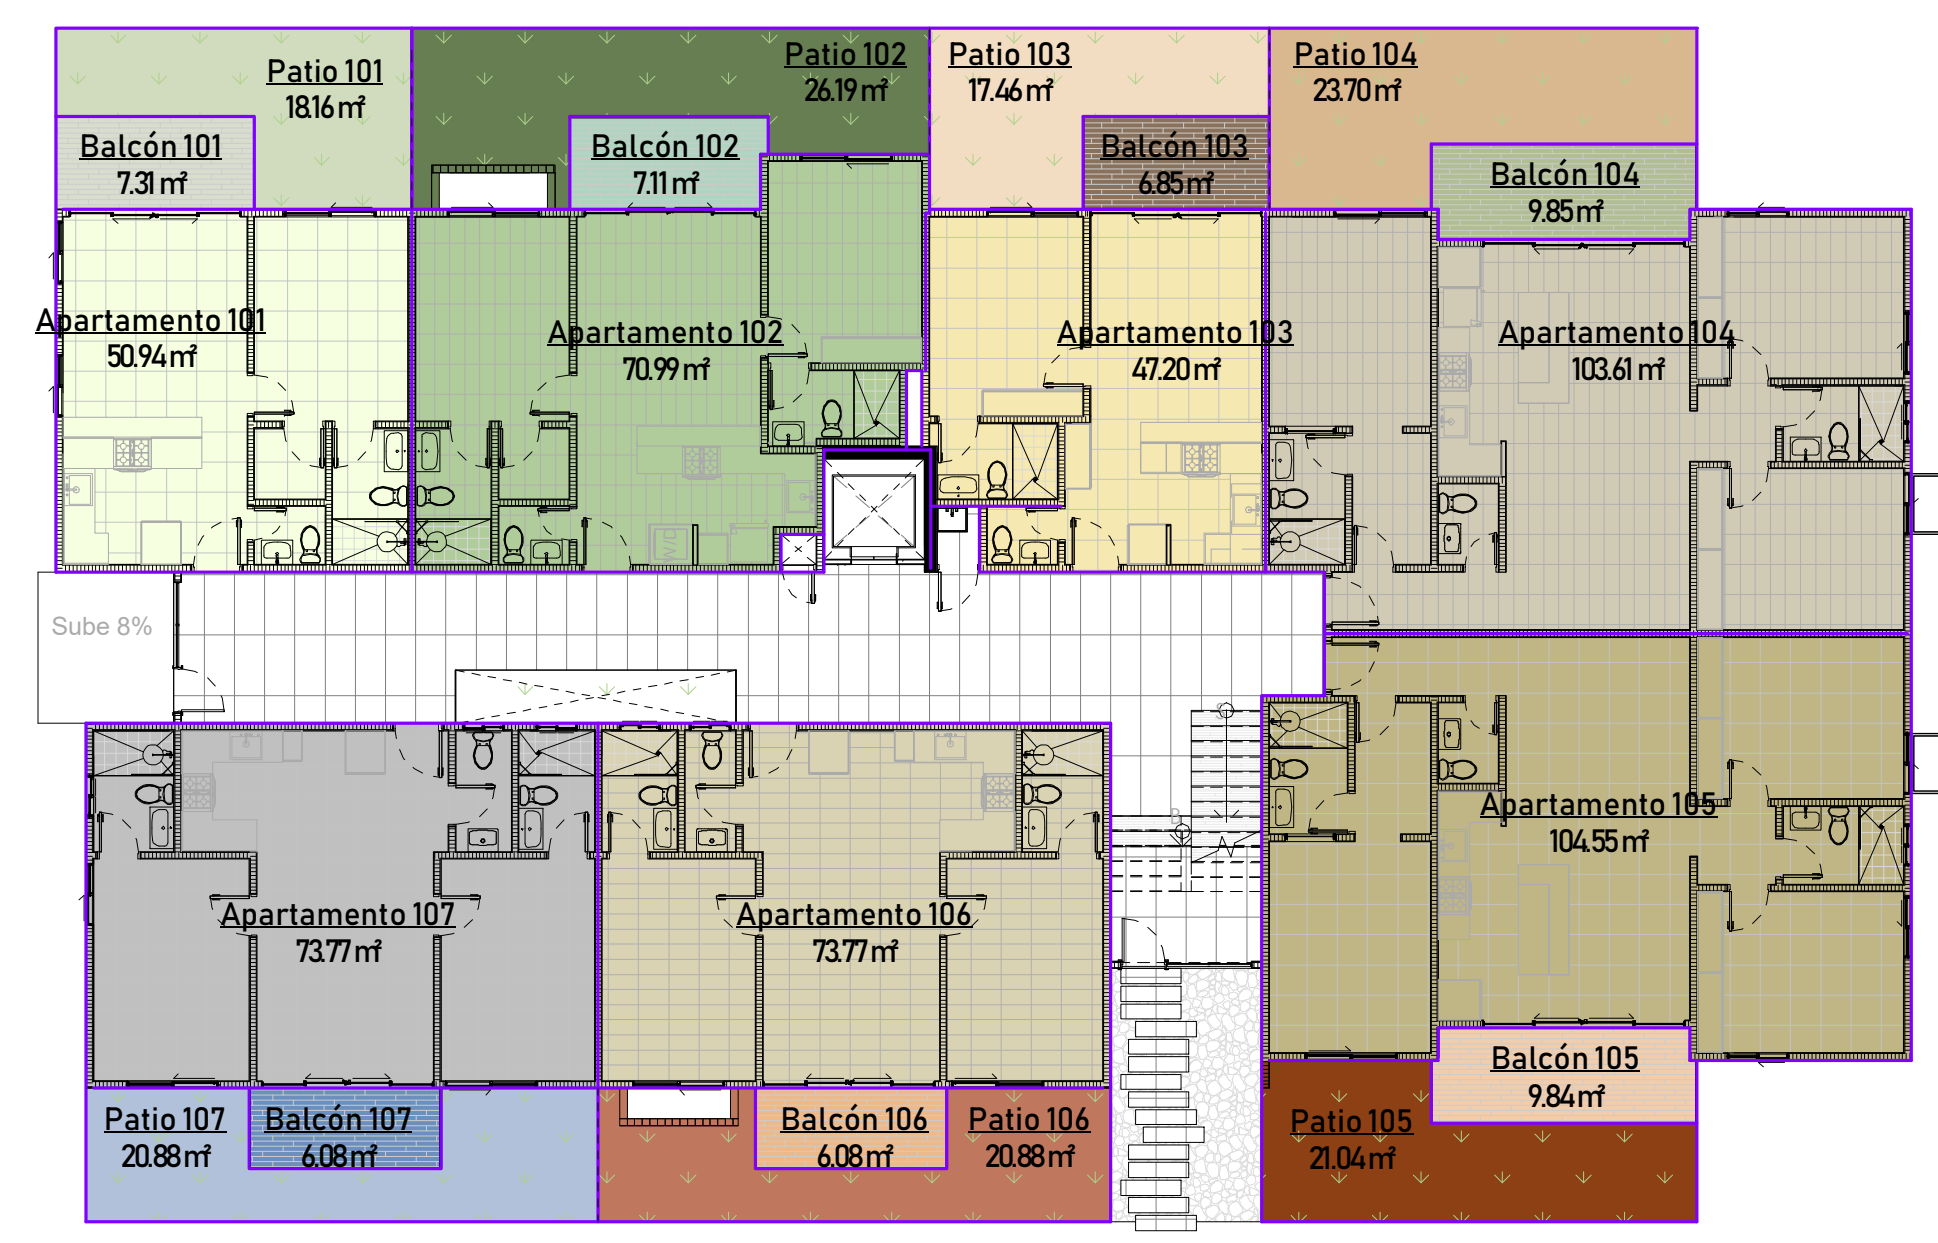 Patio 101
18.16 m²
Patio 102
26.19 m²
Patio 103
17.46 m²
Patio 104
23.70 m²
Balcón 101
7.31 m²
Balcón 102
7.11 m²
Balcón 103
6.85 m²
Balcón 104
9.85 m²
Apartamento 101
50.94 m²
Apartamento 102
70.99 m²
Apartamento 103
47.20 m²
Apartamento 104
103.61 m²
WD
Sube 8%
S
B
Apartamento 105
104.55 m²
Apartamento 107
73.77 m²
Apartamento 106
73.77 m²
Balcón 105
9.84 m²
Patio 107
20.88 m²
Balcón 107
6.08 m²
Balcón 106
6.08 m²
Patio 106
20.88 m²
Patio 105
21.04 m²